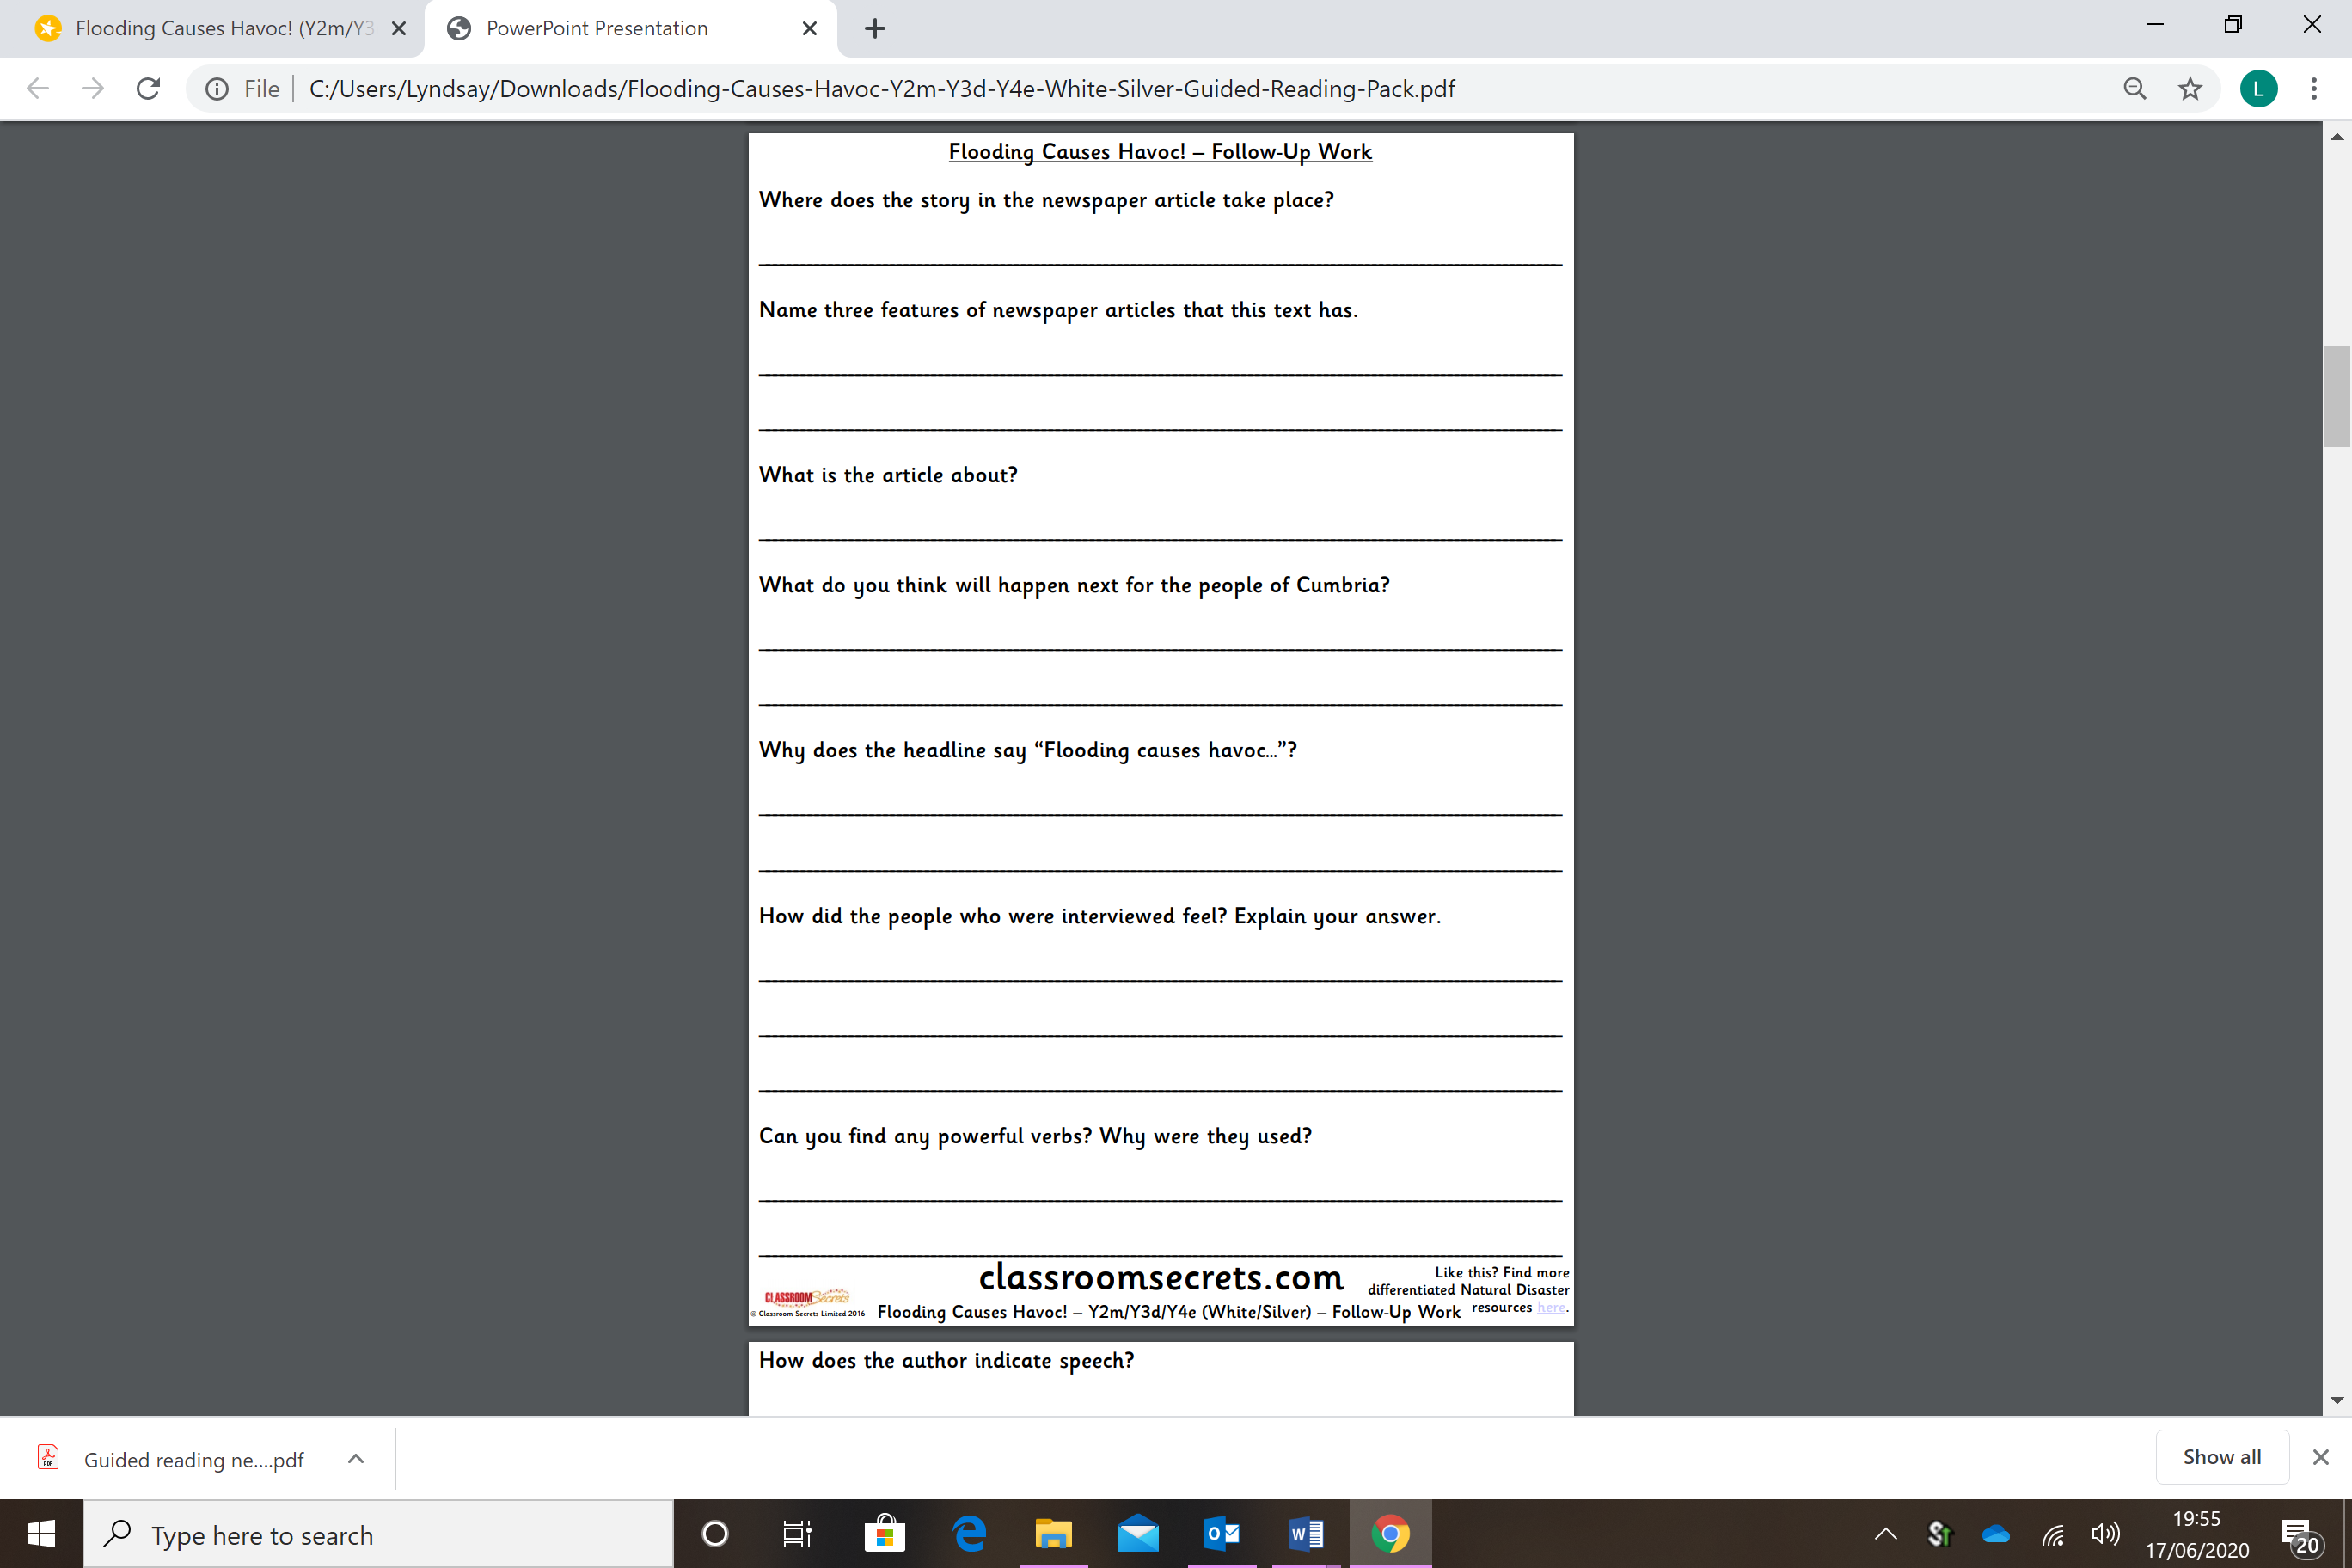 Flooding Causes Havoc! (Y2m/Y3
PowerPoint Presentation
File
C:/Users/Lyndsay/Downloads/Flooding-Causes-Havoc-Y2m-Y3d-Y4e-White-Silver-Guided-Reading-Pack.pdf
L
Flooding Causes Havoc! – Follow-Up Work
Where does the story in the newspaper article take place?
Name three features of newspaper articles that this text has.
What is the article about?
What do you think will happen next for the people of Cumbria?
Why does the headline say “Flooding causes havoc...”?
How did the people who were interviewed feel? Explain your answer.
Can you find any powerful verbs? Why were they used?
CLASSROOM Secrets
© Classroom Secrets Limited 2016
classroomsecrets.com
Flooding Causes Havoc! – Y2m/Y3d/Y4e (White/Silver) – Follow-Up Work
Like this? Find more
differentiated Natural Disaster
resources here.
How does the author indicate speech?
Guided reading ne....pdf
Show all
Type here to search
19:55
17/06/2020
20